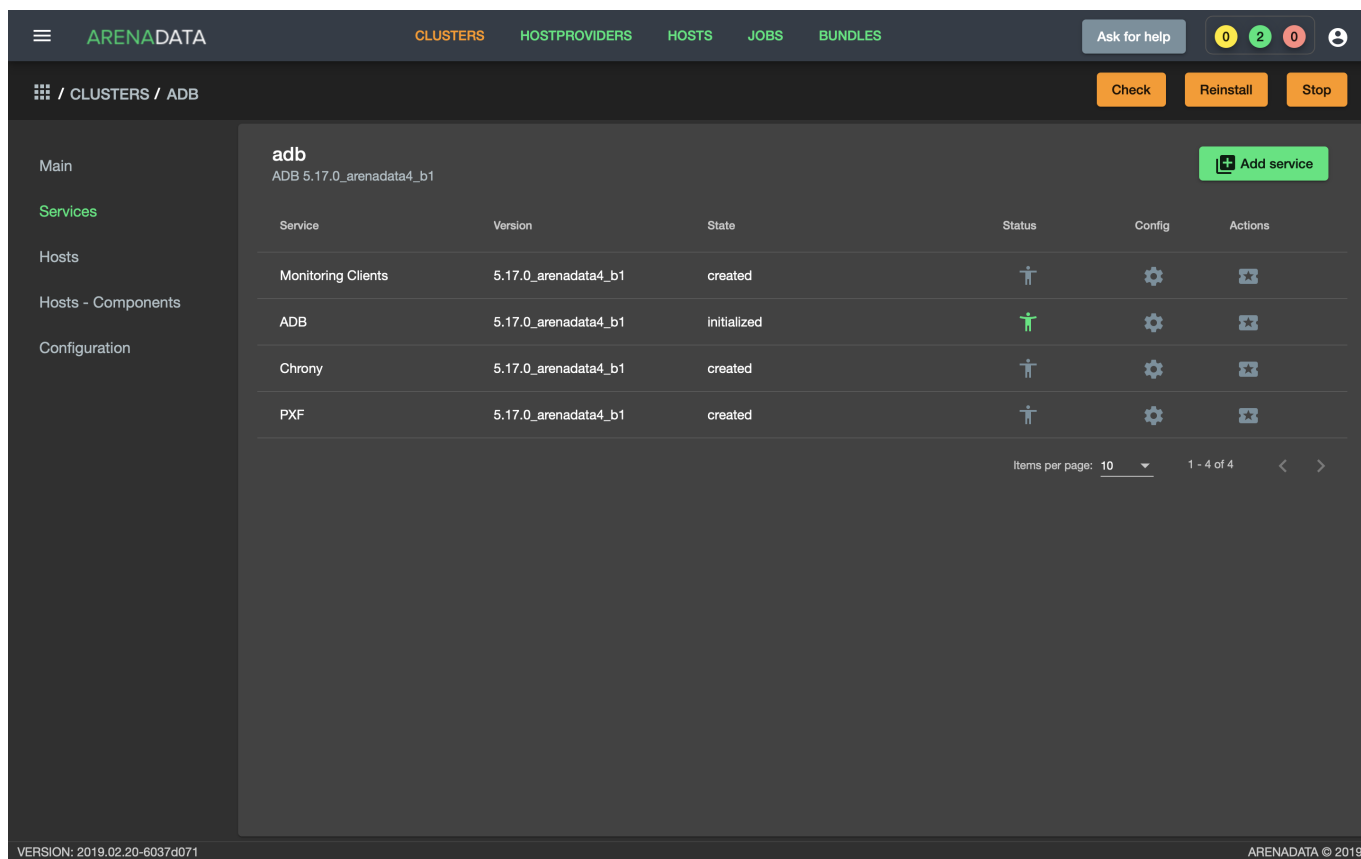 ARENADATA CLUSTERS HOSTPROVIDERS HOSTS JOBS BUNDLES Ask for help 0 2 0
/ CLUSTERS / ADB Check Reinstall Stop
Main
Services
Hosts
Hosts - Components
Configuration
adb
ADB 5.17.0_arenadata4_b1
Add service
Service Version State Status Config Actions
Monitoring Clients 5.17.0_arenadata4_b1 created
ADB 5.17.0_arenadata4_b1 initialized
Chrony 5.17.0_arenadata4_b1 created
PXF 5.17.0_arenadata4_b1 created
Items per page: 10 1 - 4 of 4
VERSION: 2019.02.20-6037d071 ARENADATA © 2019